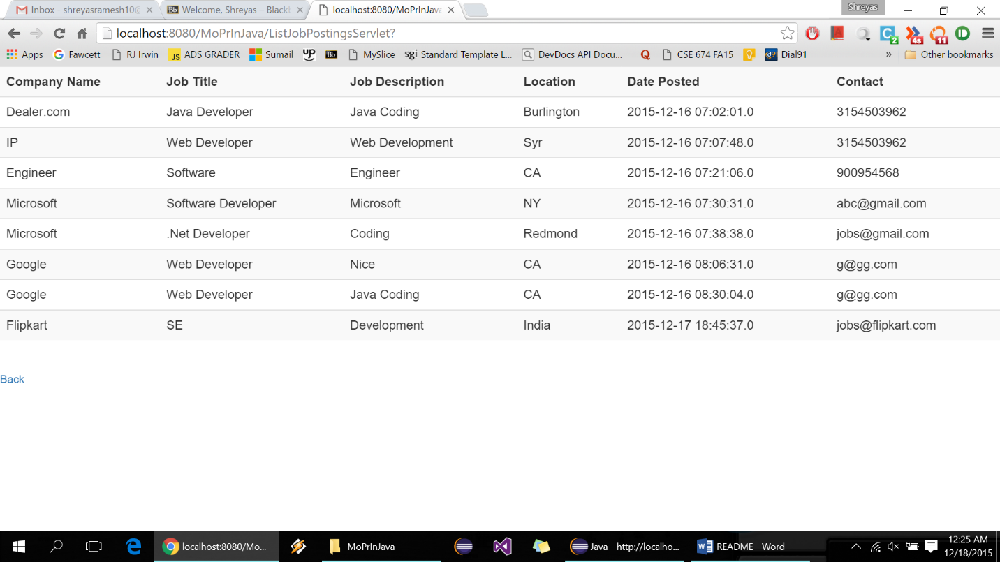 Inbox - shreyasramesh10@
Welcome, Shreyas – Black
localhost:8080/MoPrInJava
Shreyas
localhost:8080/MoPrInJava/ListJobPostingsServlet?
C 2 4s 11
Apps Fawcett RJ Irwin JS ADS GRADER Sumail UP Bb MySlice sgi Standard Template L... DevDocs API Docu... Q CSE 674 FA15 d91 Dial91 » Other bookmarks
Company Name Job Title Job Description Location Date Posted Contact
Dealer.com Java Developer Java Coding Burlington 2015-12-16 07:02:01.0 3154503962
IP Web Developer Web Development Syr 2015-12-16 07:07:48.0 3154503962
Engineer Software Engineer CA 2015-12-16 07:21:06.0 900954568
Microsoft Software Developer Microsoft NY 2015-12-16 07:30:31.0 abc@gmail.com
Microsoft .Net Developer Coding Redmond 2015-12-16 07:38:38.0 jobs@gmail.com
Google Web Developer Nice CA 2015-12-16 08:06:31.0 g@gg.com
Google Web Developer Java Coding CA 2015-12-16 08:30:04.0 g@gg.com
Flipkart SE Development India 2015-12-17 18:45:37.0 jobs@flipkart.com
Back
localhost:8080/Mo... MoPrInJava Java - http://localho... README - Word
12:25 AM
12/18/2015